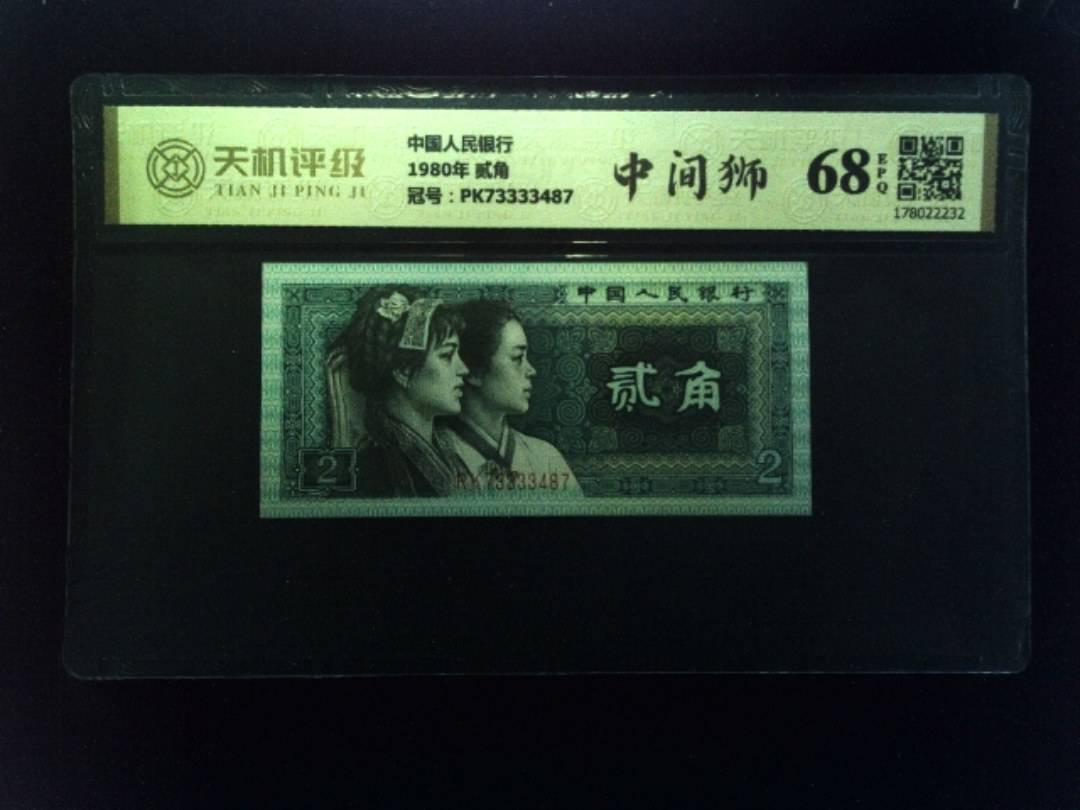 天机评级
TIAN JI PING JI
中国人民银行
1980年 贰角
冠号：PK73333487
中间狮
68
EPQ
178022232
中国人民银行
贰角
2
PK73333487
2